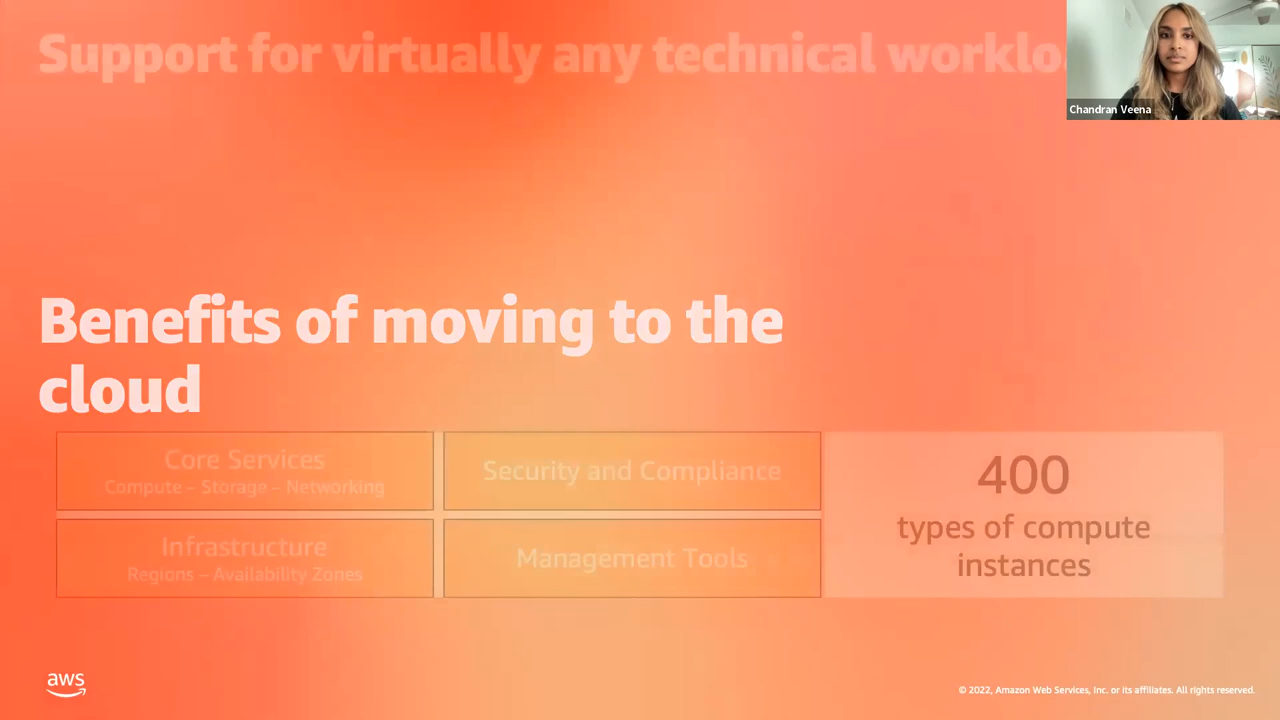 Support for virtually any technical worklo
Chandran Veena
Benefits of moving to the
cloud
Core Services
Compute – Storage – Networking
Security and Compliance
400
types of compute
instances
Infrastructure
Regions – Availability Zones
Management Tools
aws
© 2022, Amazon Web Services, Inc. or its affiliates. All rights reserved.